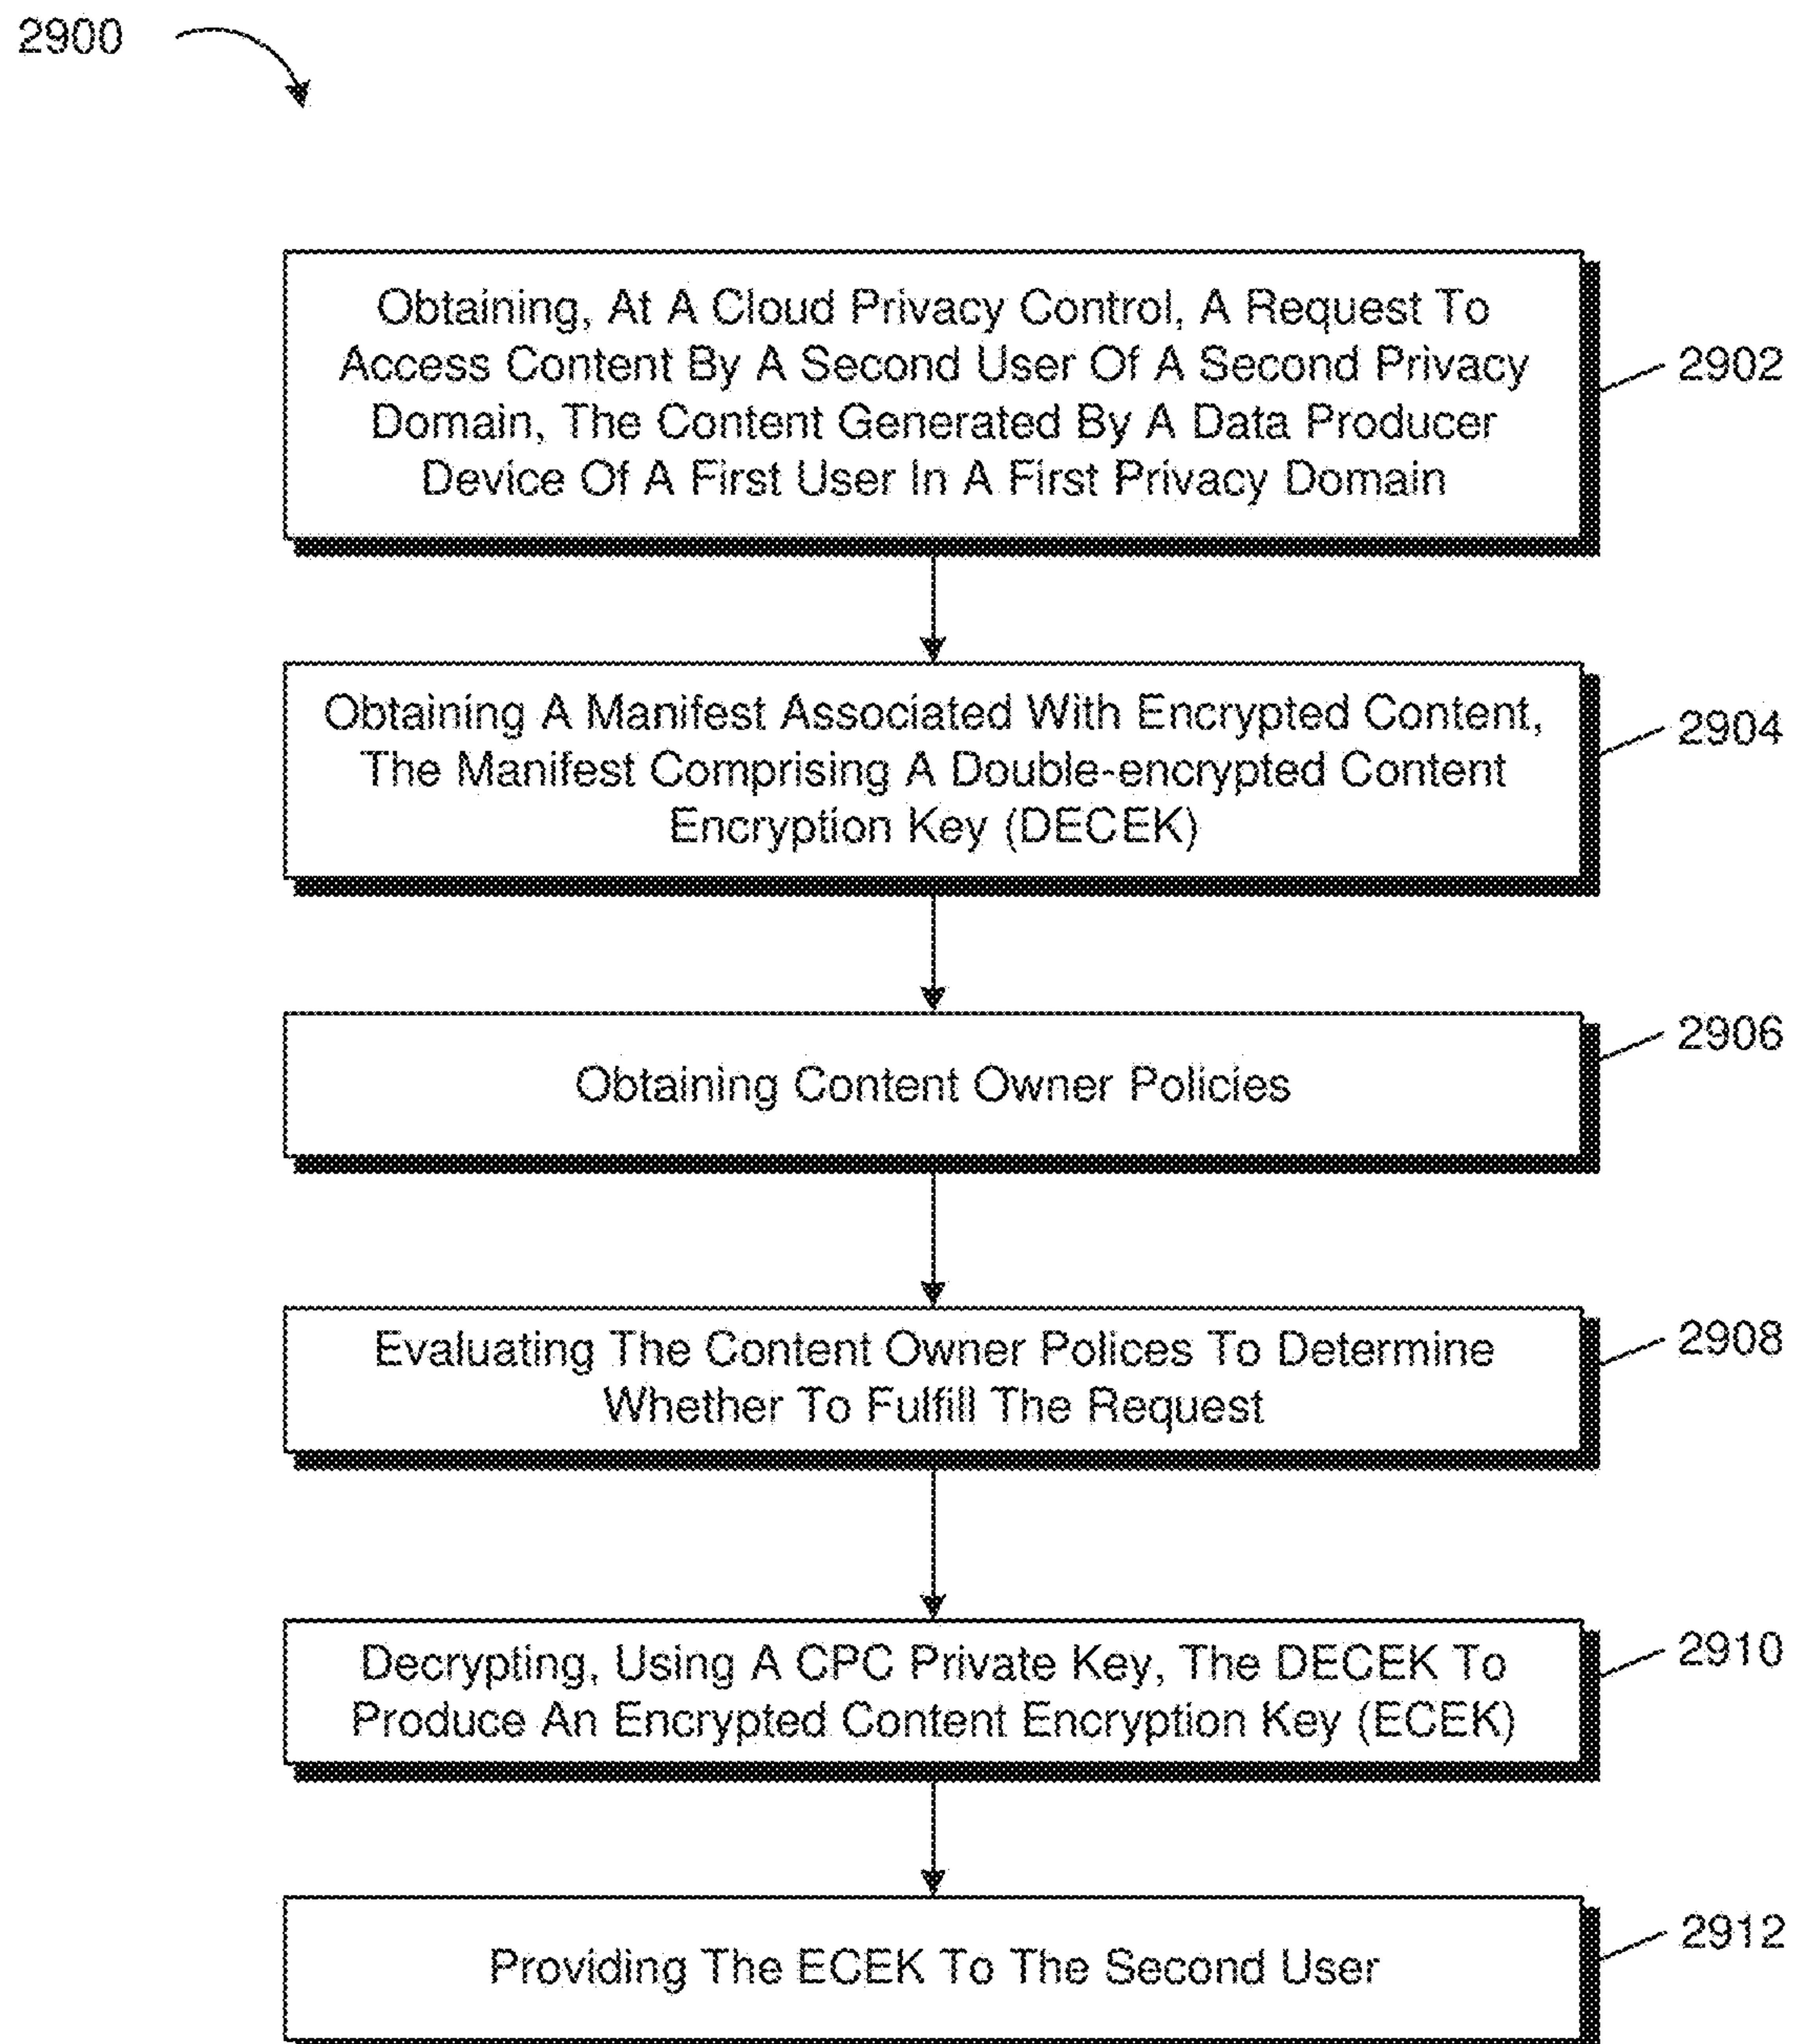 2900
Obtaining, At A Cloud Privacy Control, A Request To
Access Content By A Second User Of A Second Privacy
Domain, The Content Generated By A Data Producer
Device Of A First User In A First Privacy Domain
2902
Obtaining A Manifest Associated With Encrypted Content,
The Manifest Comprising A Double-encrypted Content
Encryption Key (DECEK)
2904
Obtaining Content Owner Policies
2906
Evaluating The Content Owner Polices To Determine
Whether To Fulfill The Request
2908
Decrypting, Using A CPC Private Key, The DECEK To
Produce An Encrypted Content Encryption Key (ECEK)
2910
Providing The ECEK To The Second User
2912